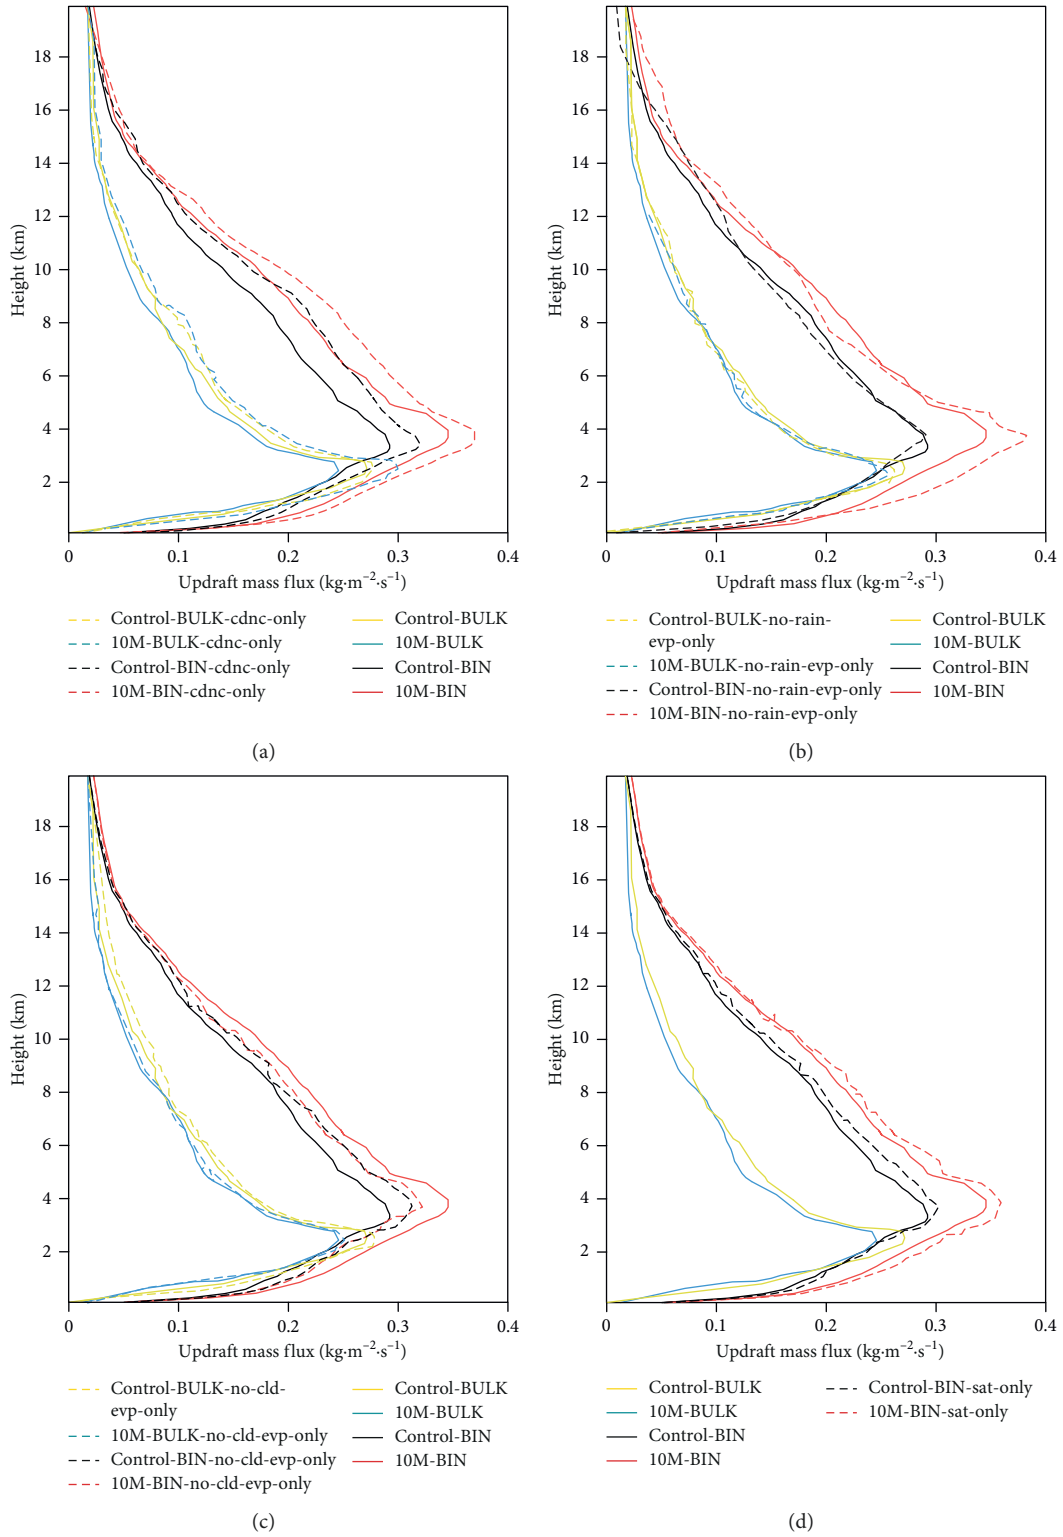 18
16
14
12
10
8
6
4
2
Height (km)
0
0.1
0.2
0.3
0.4
Updraft mass flux (kg·m⁻²·s⁻¹)
Control-BULK-cdnc-only
10M-BULK-cdnc-only
Control-BIN-cdnc-only
10M-BIN-cdnc-only
Control-BULK
10M-BULK
Control-BIN
10M-BIN
(a)
18
16
14
12
10
8
6
4
2
Height (km)
0
0.1
0.2
0.3
0.4
Updraft mass flux (kg·m⁻²·s⁻¹)
Control-BULK-no-rain-
evp-only
10M-BULK-no-rain-evp-only
Control-BIN-no-rain-evp-only
10M-BIN-no-rain-evp-only
Control-BULK
10M-BULK
Control-BIN
10M-BIN
(b)
18
16
14
12
10
8
6
4
2
Height (km)
0
0.1
0.2
0.3
0.4
Updraft mass flux (kg·m⁻²·s⁻¹)
Control-BULK-no-cld-
evp-only
10M-BULK-no-cld-evp-only
Control-BIN-no-cld-evp-only
10M-BIN-no-cld-evp-only
Control-BULK
10M-BULK
Control-BIN
10M-BIN
(c)
18
16
14
12
10
8
6
4
2
Height (km)
0
0.1
0.2
0.3
0.4
Updraft mass flux (kg·m⁻²·s⁻¹)
Control-BULK
10M-BULK
Control-BIN
10M-BIN
Control-BIN-sat-only
10M-BIN-sat-only
(d)